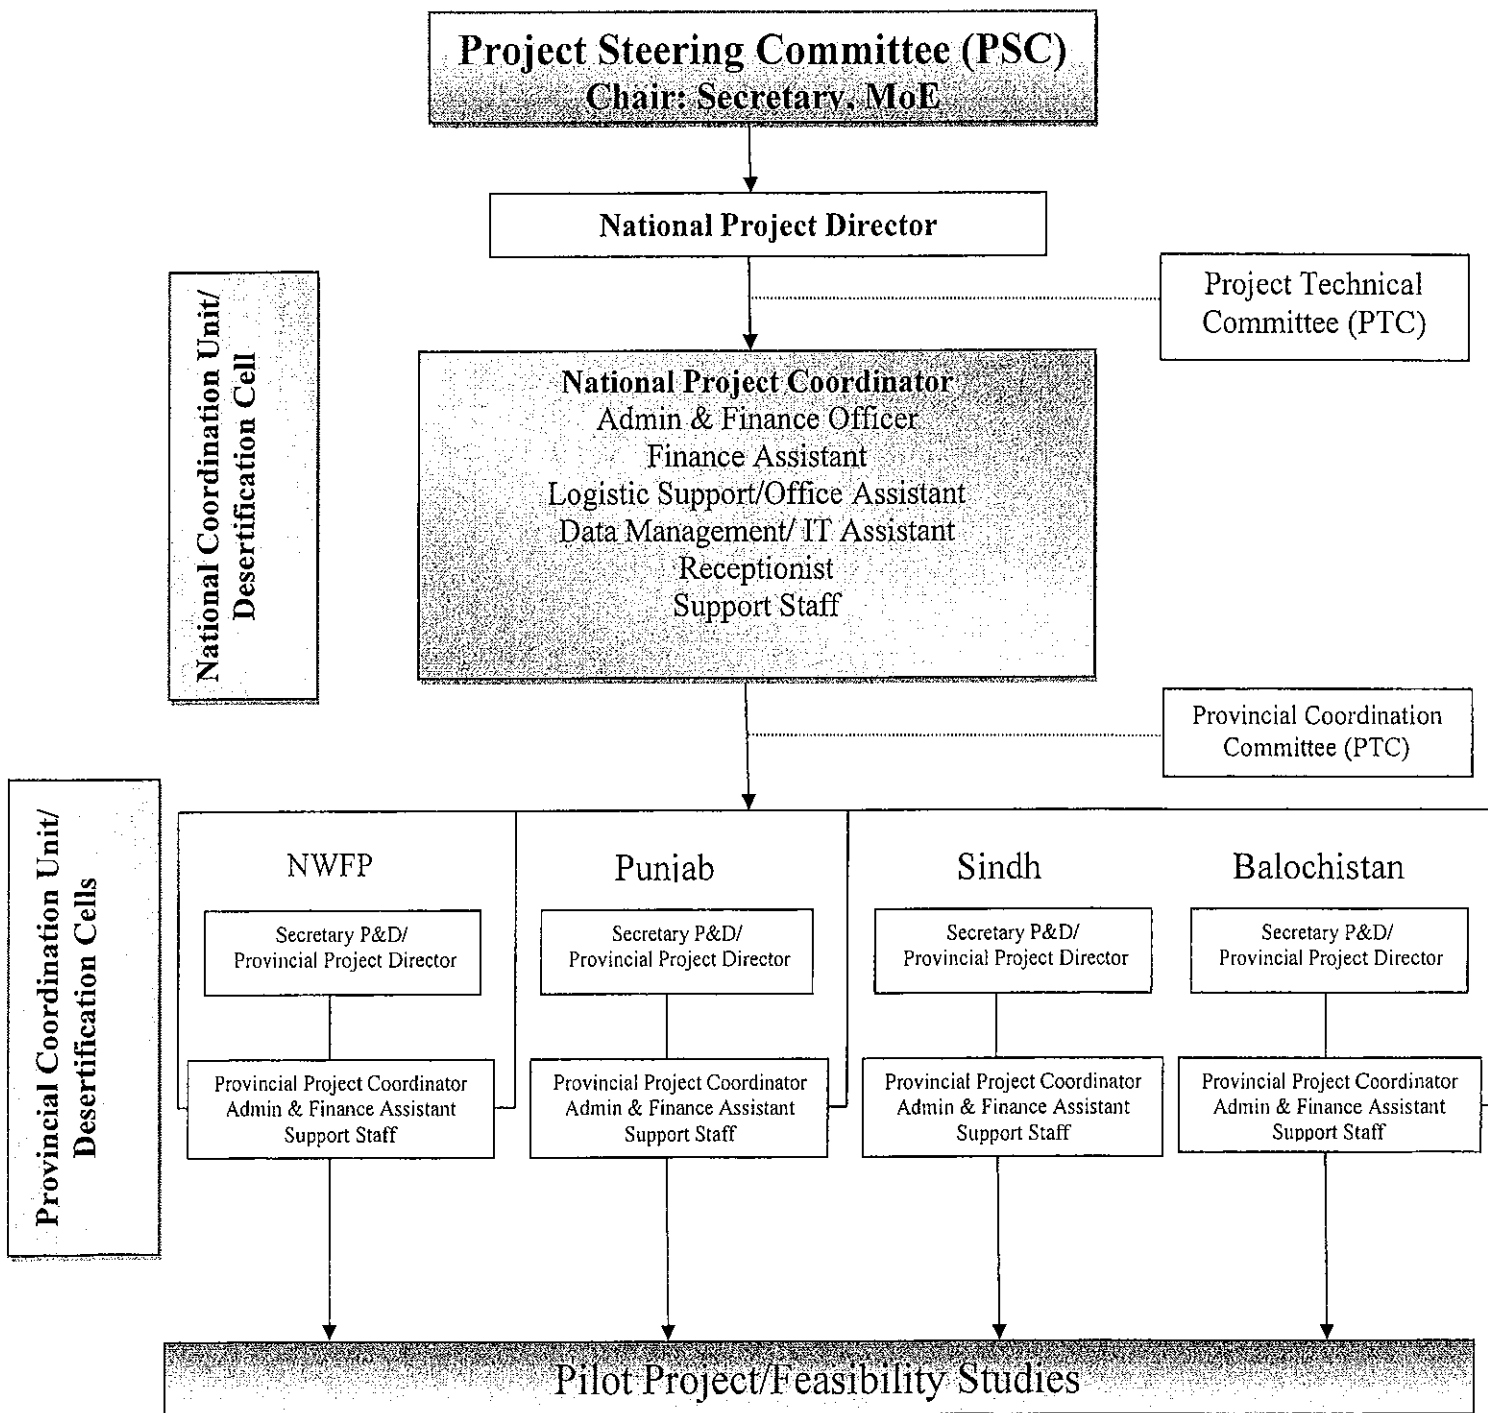 Project Steering Committee (PSC)
Chair: Secretary, MoE
National Project Director
Project Technical
Committee (PTC)
National Coordination Unit/
Desertification Cell
National Project Coordinator
Admin & Finance Officer
Finance Assistant
Logistic Support/Office Assistant
Data Management/ IT Assistant
Receptionist
Support Staff
Provincial Coordination
Committee (PTC)
Provincial Coordination Unit/
Desertification Cells
NWFP
Secretary P&D/
Provincial Project Director
Provincial Project Coordinator
Admin & Finance Assistant
Support Staff
Punjab
Secretary P&D/
Provincial Project Director
Provincial Project Coordinator
Admin & Finance Assistant
Support Staff
Sindh
Secretary P&D/
Provincial Project Director
Provincial Project Coordinator
Admin & Finance Assistant
Support Staff
Balochistan
Secretary P&D/
Provincial Project Director
Provincial Project Coordinator
Admin & Finance Assistant
Support Staff
Pilot Project/Feasibility Studies